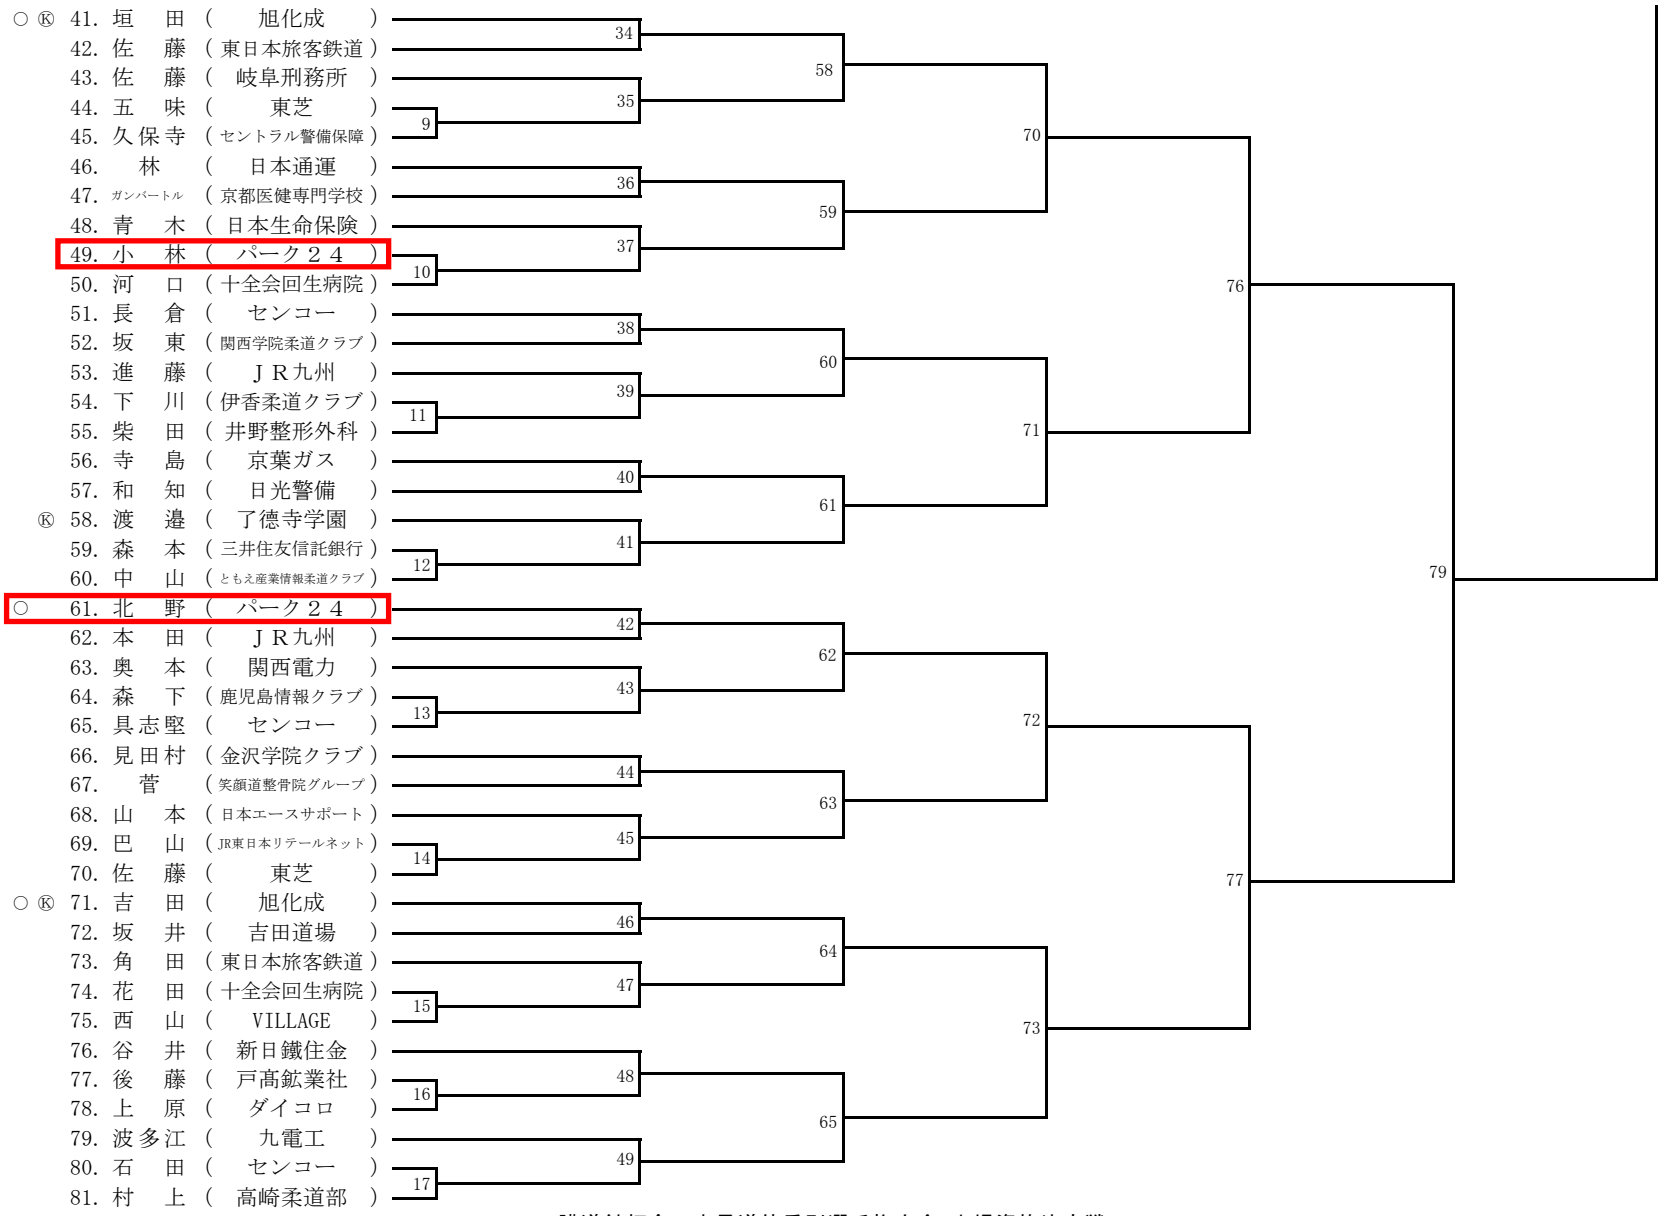 ○ Ⓚ 41. 垣 田 ( 旭化成 )
42. 佐 藤 ( 東日本旅客鉄道 )
34
43. 佐 藤 ( 岐阜刑務所 )
58
44. 五 味 ( 東芝 )
35
45. 久保寺 ( セントラル警備保障 )
9
70
46. 林 ( 日本通運 )
47. ガンバートル ( 京都医健専門学校 )
36
48. 青 木 ( 日本生命保険 )
59
49. 小 林 ( パーク24 )
37
50. 河 口 ( 十全会回生病院 )
10
76
51. 長 倉 ( センコー )
52. 坂 東 ( 関西学院柔道クラブ )
38
53. 進 藤 ( JR九州 )
60
54. 下 川 ( 伊香柔道クラブ )
39
55. 柴 田 ( 井野整形外科 )
11
71
56. 寺 島 ( 京葉ガス )
57. 和 知 ( 日光警備 )
40
Ⓚ 58. 渡 邉 ( 了德寺学園 )
61
59. 森 本 ( 三井住友信託銀行 )
41
60. 中 山 ( ともえ産業情報柔道クラブ )
12
79
○ 61. 北 野 ( パーク24 )
62. 本 田 ( JR九州 )
42
63. 奥 本 ( 関西電力 )
62
64. 森 下 ( 鹿児島情報クラブ )
43
65. 具志堅 ( センコー )
13
72
66. 見田村 ( 金沢学院クラブ )
67. 菅 ( 笑顔道整骨院グループ )
44
68. 山 本 ( 日本エースサポート )
63
69. 巴 山 ( JR東日本リテールネット )
45
70. 佐 藤 ( 東芝 )
14
77
○ Ⓚ 71. 吉 田 ( 旭化成 )
72. 坂 井 ( 吉田道場 )
46
73. 角 田 ( 東日本旅客鉄道 )
64
74. 花 田 ( 十全会回生病院 )
47
75. 西 山 ( VILLAGE )
15
73
76. 谷 井 ( 新日鐵住金 )
77. 後 藤 ( 戸髙鉱業社 )
48
78. 上 原 ( ダイコロ )
16
79. 波多江 ( 九電工 )
65
80. 石 田 ( センコー )
49
81. 村 上 ( 高崎柔道部 )
17